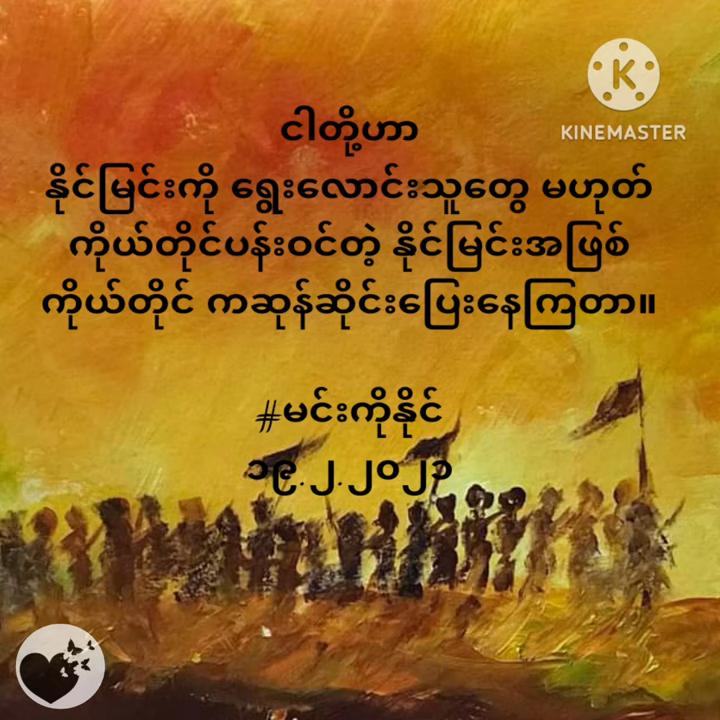 KINEMASTER
ငါတို့ဟာ
နိုင်မြင်းကို ရွေးလောင်းသူတွေ မဟုတ်
ကိုယ်တိုင်ပန်းဝင်တဲ့ နိုင်မြင်းအဖြစ်
ကိုယ်တိုင် ကဆုန်ဆိုင်းပြေးနေကြတာ။
#မင်းကိုနိုင်
၁၉.၂.၂၀၂၁